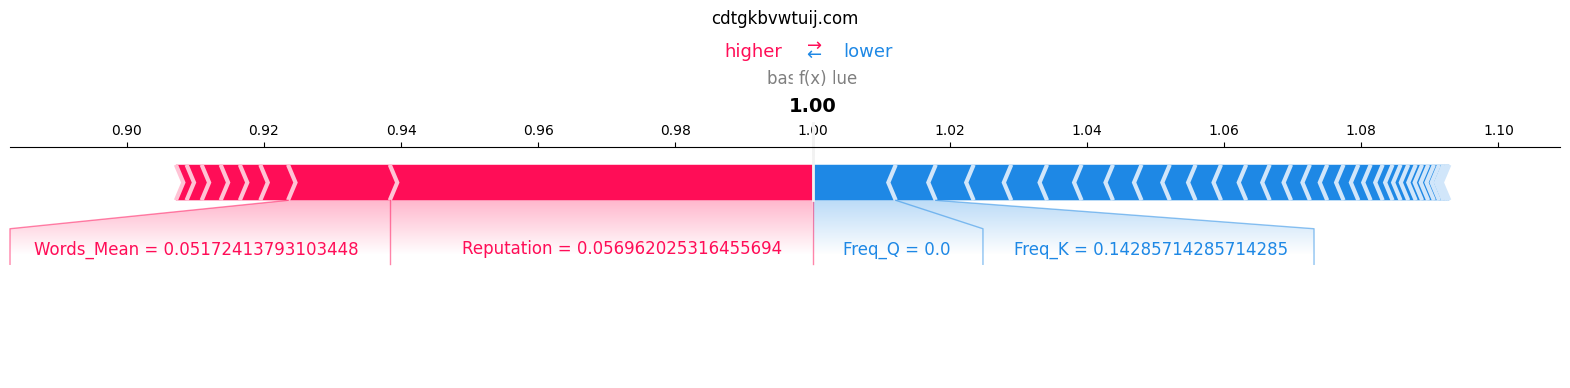 cdtgkbvwtuij.com
higher ⇄ lower
bas f(x) lue
1.00
0.90 0.92 0.94 0.96 0.98 1.00 1.02 1.04 1.06 1.08 1.10
Words_Mean = 0.05172413793103448 Reputation = 0.056962025316455694 Freq_Q = 0.0 Freq_K = 0.14285714285714285